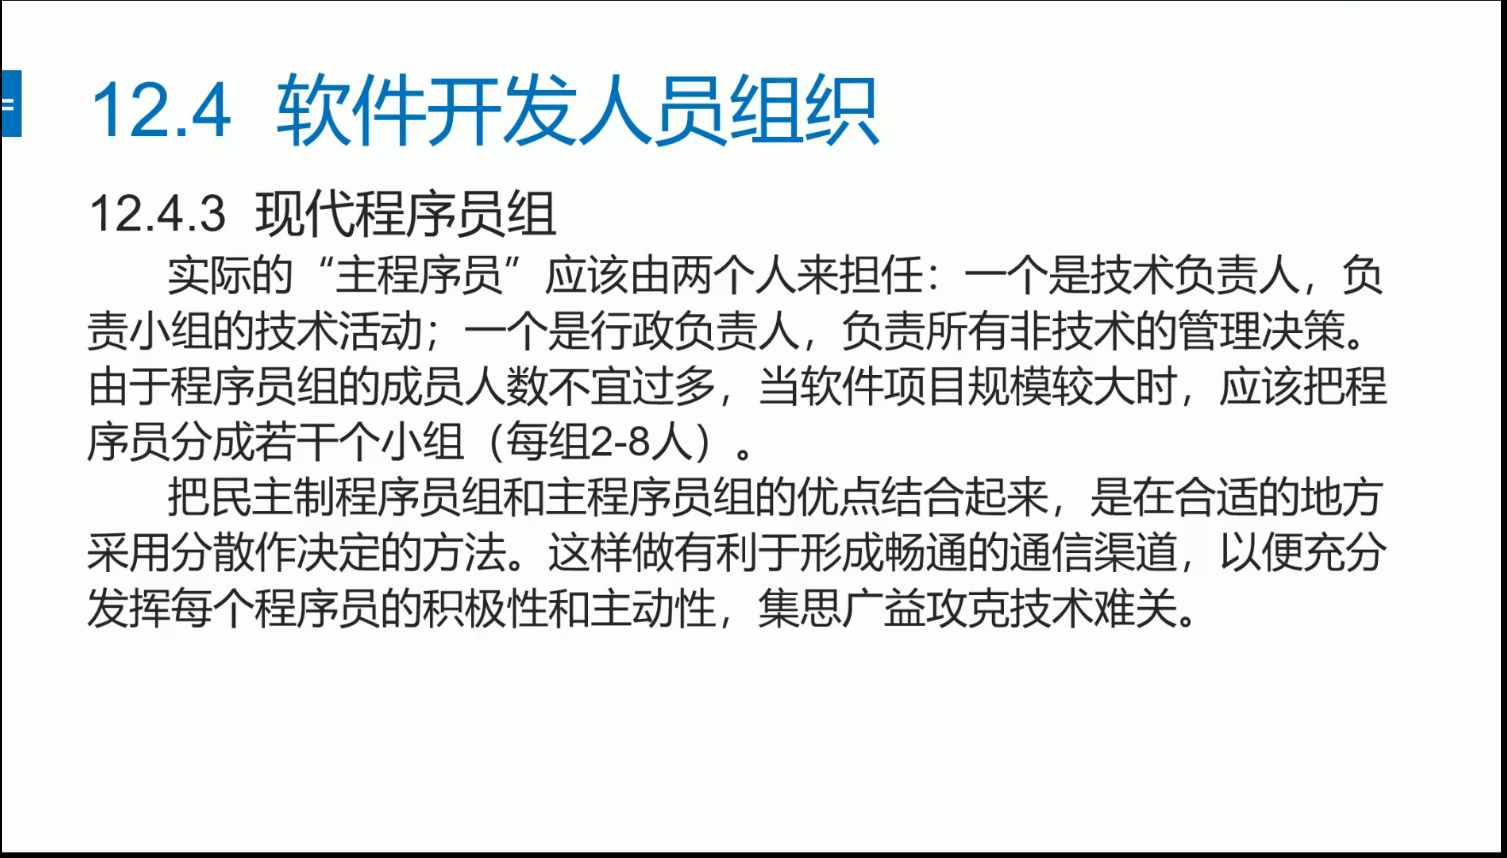 12.4 软件开发人员组织
12.4.3 现代程序员组
实际的“主程序员”应该由两个人来担任：一个是技术负责人，负
责小组的技术活动；一个是行政负责人，负责所有非技术的管理决策。
由于程序员组的成员人数不宜过多，当软件项目规模较大时，应该把程
序员分成若干个小组（每组2-8人）。
把民主制程序员组和主程序员组的优点结合起来，是在合适的地方
采用分散作决定的方法。这样做有利于形成畅通的通信渠道，以便充分
发挥每个程序员的积极性和主动性，集思广益攻克技术难关。